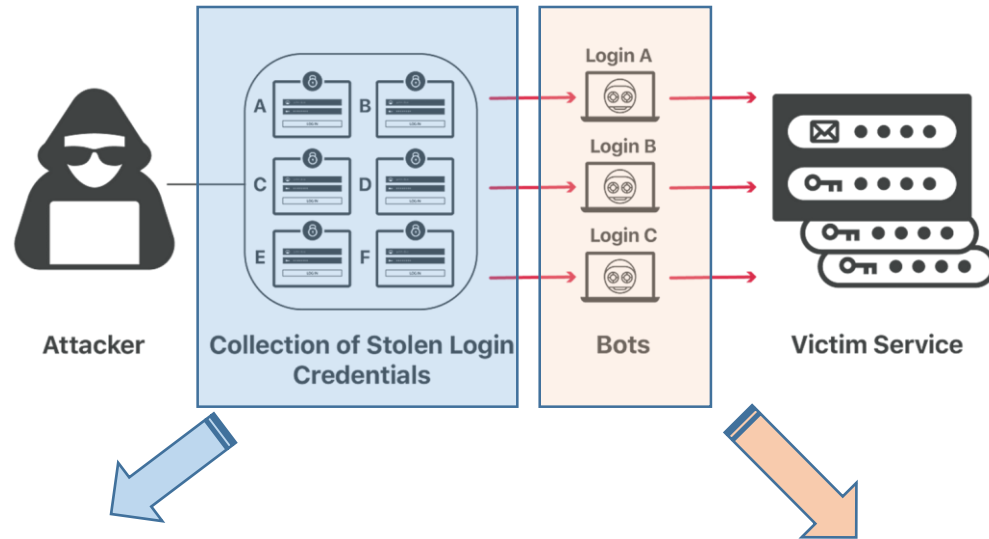 Login A
A
B
Login B
C
D
Login C
E
F
Attacker
Collection of Stolen Login
Credentials
Bots
Victim Service